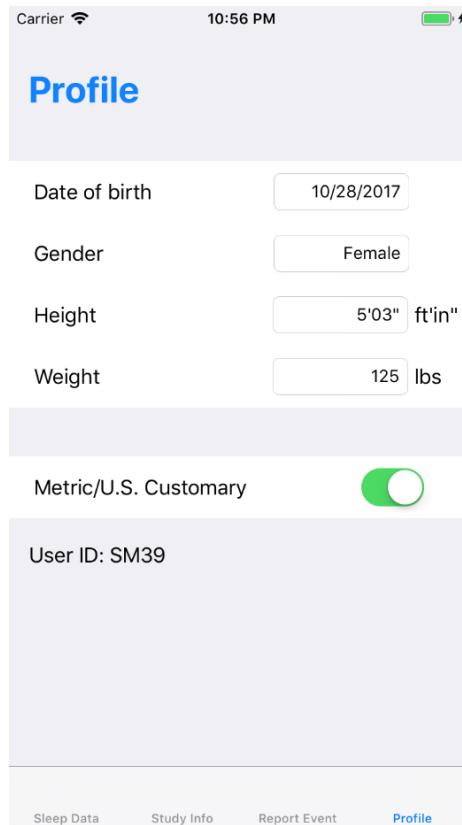 Carrier 10:56 PM
Profile
Date of birth 10/28/2017
Gender Female
Height 5'03" ft'in"
Weight 125 lbs
Metric/U.S. Customary
User ID: SM39
Sleep Data Study Info Report Event Profile